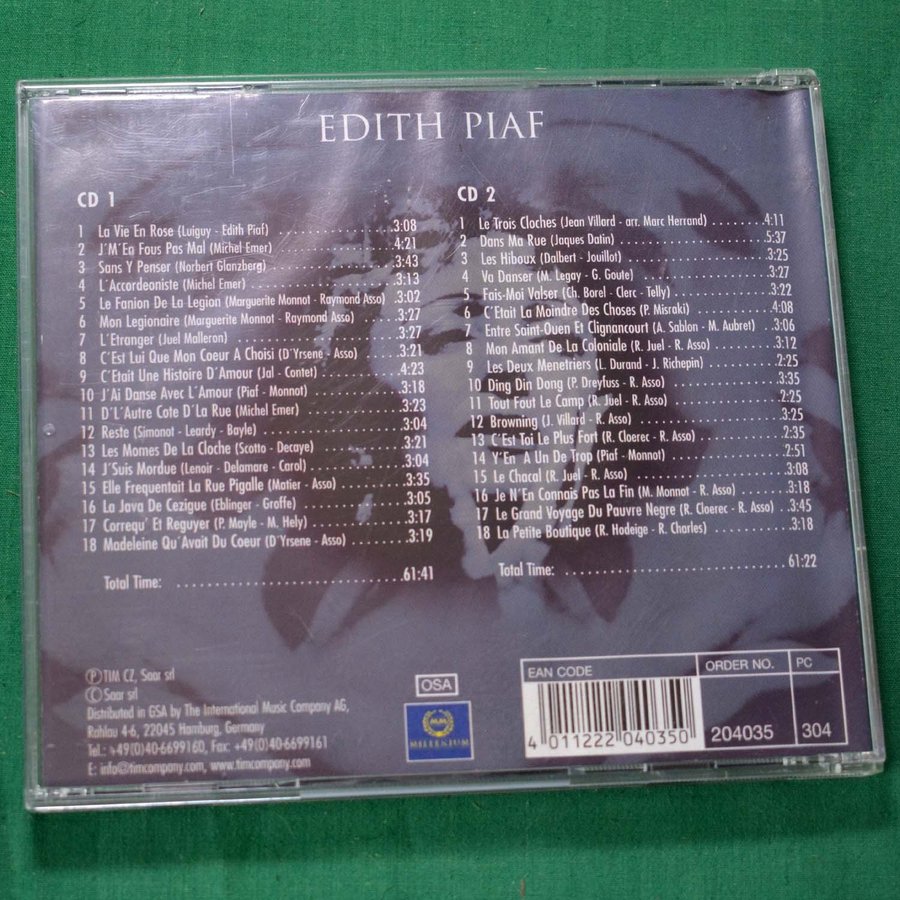 EDITH PIAF
CD 1
1 La Vie En Rose (Luiguy - Edith Piaf) 3:08
2 J´M´En Fous Pas Mal (Michel Emer) 4:21
3 Sans Y Penser (Norbert Glanzberg) 3:43
4 L´Accordeoniste (Michel Emer) 3:13
5 Le Fanion De La Legion (Marguerite Monnot - Raymond Asso) 3:02
6 Mon Legionaire (Marguerite Monnot - Raymond Asso) 3:27
7 L´Etranger (Juel Malleron) 3:27
8 C´Est Lui Que Mon Coeur A Choisi (D´Yrsene - Asso) 3:21
9 C´Etait Une Histoire D´Amour (Jal - Contet) 4:23
10 J´Ai Danse Avec L´Amour (Piaf - Monnot) 3:18
11 D´L´Autre Cote D´La Rue (Michel Emer) 3:23
12 Reste (Simonot - Leardy - Bayle) 3:04
13 Les Momes De La Cloche (Scotto - Decaye) 3:21
14 J´Suis Mordue (Lenoir - Delamare - Carol) 3:04
15 Elle Frequentait La Rue Pigalle (Matier - Asso) 3:35
16 La Java De Cezigue (Eblinger - Groffe) 3:05
17 Correqu´ Et Reguyer (P. Mayle - M. Hely) 3:17
18 Madeleine Qu´Avait Du Coeur (D´Yrsene - Asso) 3:19
Total Time: 61:41
CD 2
1 Le Trois Cloches (Jean Villard - arr. Marc Herrand) 4:11
2 Dans Ma Rue (Jaques Datin) 5:37
3 Les Hiboux (Dalbert - Jouillot) 3:25
4 Va Danser (M. Legay - G. Goute) 3:27
5 Fais-Moi Valser (Ch. Borel - Clerc - Telly) 3:22
6 C´Etait La Moindre Des Choses (P. Misraki) 4:08
7 Entre Saint-Ouen Et Clignancourt (A. Sablon - M. Aubret) 3:06
8 Mon Amant De La Coloniale (R. Juel - R. Asso) 3:12
9 Les Deux Menetriers (L. Durand - J. Richepin) 2:25
10 Ding Din Dong (P. Dreyfuss - R. Asso) 3:35
11 Tout Fout Le Camp (R. Juel - R. Asso) 2:25
12 Browning (J. Villard - R. Asso) 3:25
13 C´Est Toi Le Plus Fort (R. Cloerec - R. Asso) 2:35
14 Y´En A Un De Trop (Piaf - Monnot) 2:51
15 Le Chacal (R. Juel - R. Asso) 3:08
16 Je N´En Connais Pas La Fin (M. Monnat - R. Asso) 3:18
17 Le Grand Voyage Du Pauvre Negre (R. Cloerec - R. Asso) 3:45
18 La Petite Boutique (R. Hodeige - R. Charles) 3:18
Total Time: 61:22
Ⓟ TIM CZ, Saar srl
© Saar srl
Distributed in GSA by The International Music Company AG,
Rahlau 4-6, 22045 Hamburg, Germany
Tel.: +49(0)40-6699160, Fax: +49(0)40-6699161
E: info@timcompany.com, www.timcompany.com
OSA
MILLENIUM
EAN CODE
4 011222 040350
ORDER NO.
204035
PC
304